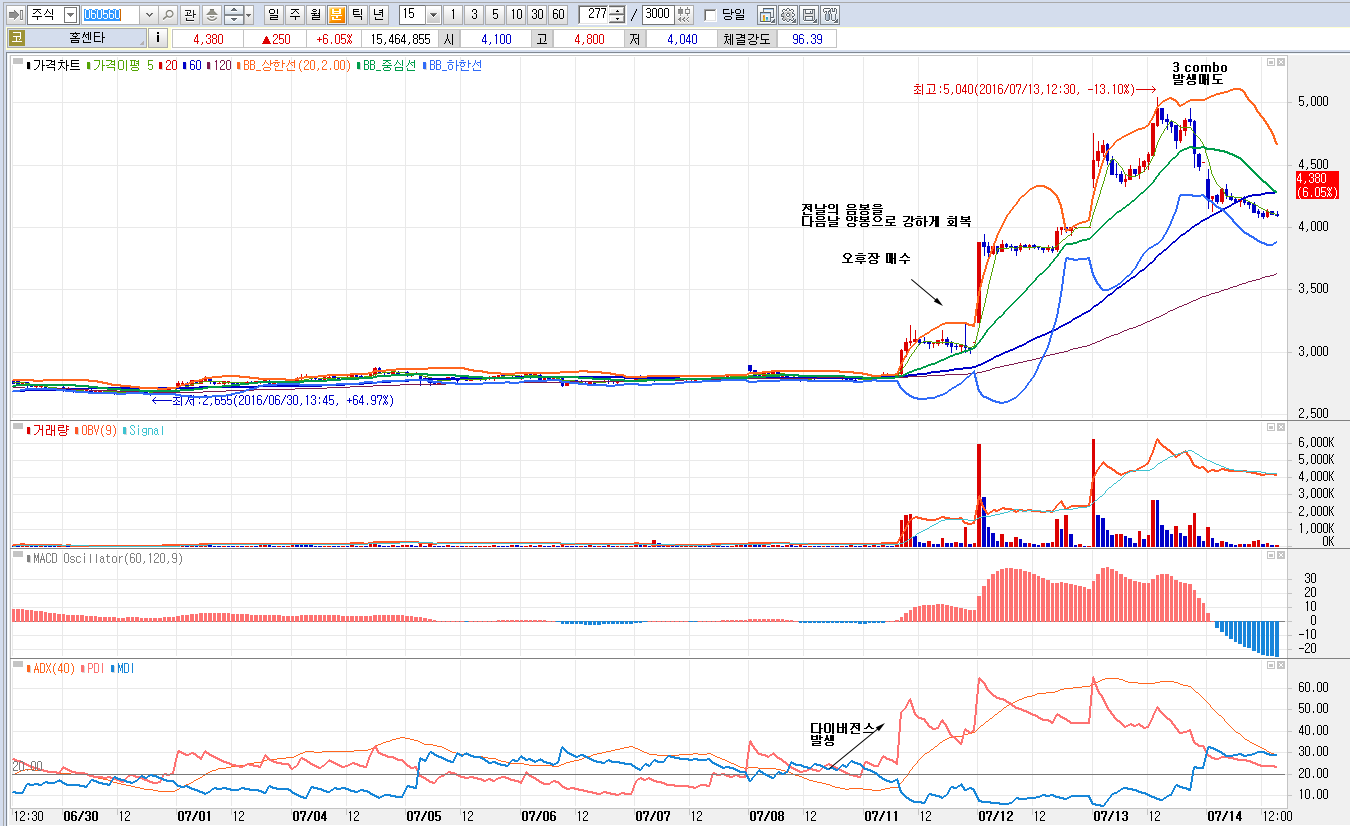 주식 060560 관 일 주 월 분 틱 년 15 1 3 5 10 30 60 277 / 3000 당일
코 홈센타 i 4,380 ▲250 +6.05% 15,464,855 시 4,100 고 4,800 저 4,040 체결강도 96.39
가격차트 가격이평 5 20 60 120 BB_상한선(20,2.00) BB_중심선 BB_하한선
3 combo
발생매도
최고:5,040(2016/07/13,12:30, -13.10%)→
5,000
4,500
4,380
(6.05%)
전날의 음봉을
다음날 양봉으로 강하게 회복
4,000
오후장 매수
3,500
3,000
←최저:2,655(2016/06/30,13:45, +64.97%)
2,500
거래량 OBV(9) Signal
6,000K
5,000K
4,000K
3,000K
2,000K
1,000K
0K
MACD Oscillator(60,120,9)
30
20
10
0
-10
-20
ADX(40) PDI MDI
60.00
50.00
다이버전스
발생
40.00
30.00
20.00 20.00
10.00
12:30 06/30 12 07/01 12 07/04 12 07/05 12 07/06 12 07/07 12 07/08 12 07/11 12 07/12 12 07/13 12 07/14 12:00